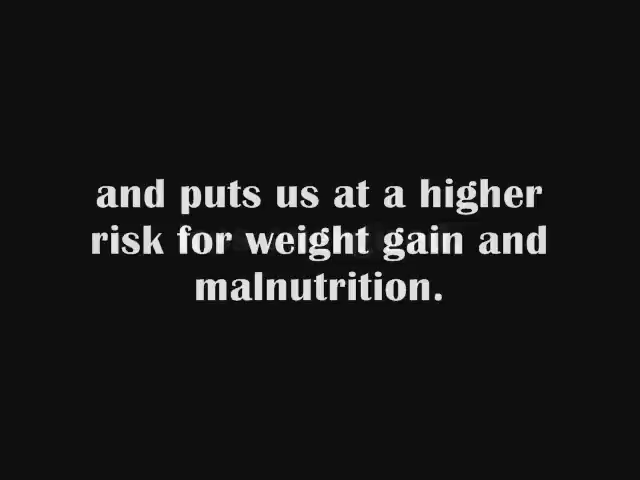 and puts us at a higher
risk for weight gain and
malnutrition.